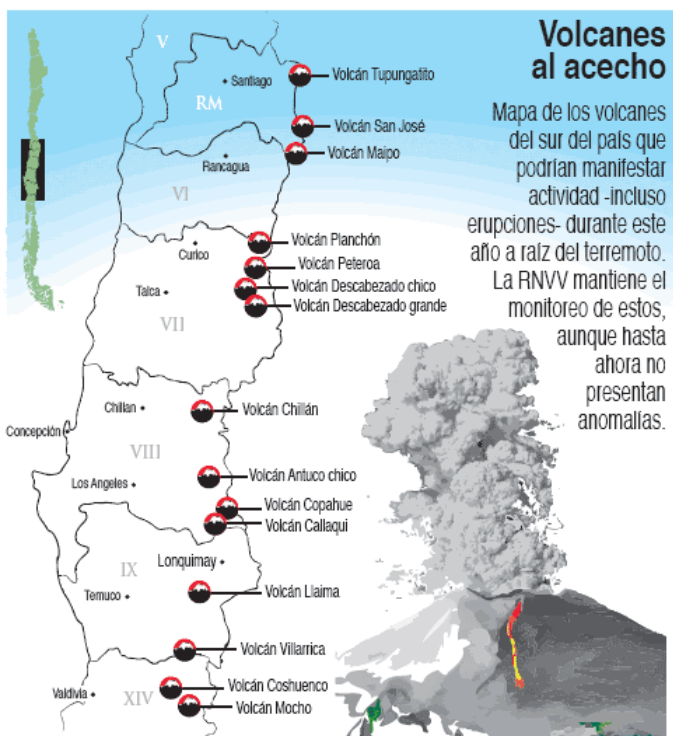 Volcanes
al acecho
Mapa de los volcanes
del sur del país que
podrían manifestar
actividad -incluso
erupciones- durante este
año a raíz del terremoto.
La RNVV mantiene el
monitoreo de estos,
aunque hasta
ahora no
presentan
anomalías.
V
Santiago
RM
Volcán Tupungatito
Volcán San José
Volcán Maipo
Rancagua
VI
Curico
Volcán Planchón
Volcán Peteroa
Volcán Descabezado chico
Talca
Volcán Descabezado grande
VII
Chillan
Volcán Chillán
Concepción
VIII
Volcán Antuco chico
Los Angeles
Volcán Copahue
Volcán Callaqui
IX
Lonquimay
Temuco
Volcán Llaima
Volcán Villarrica
Valdivia
XIV
Volcán Coshuenco
Volcán Mocho